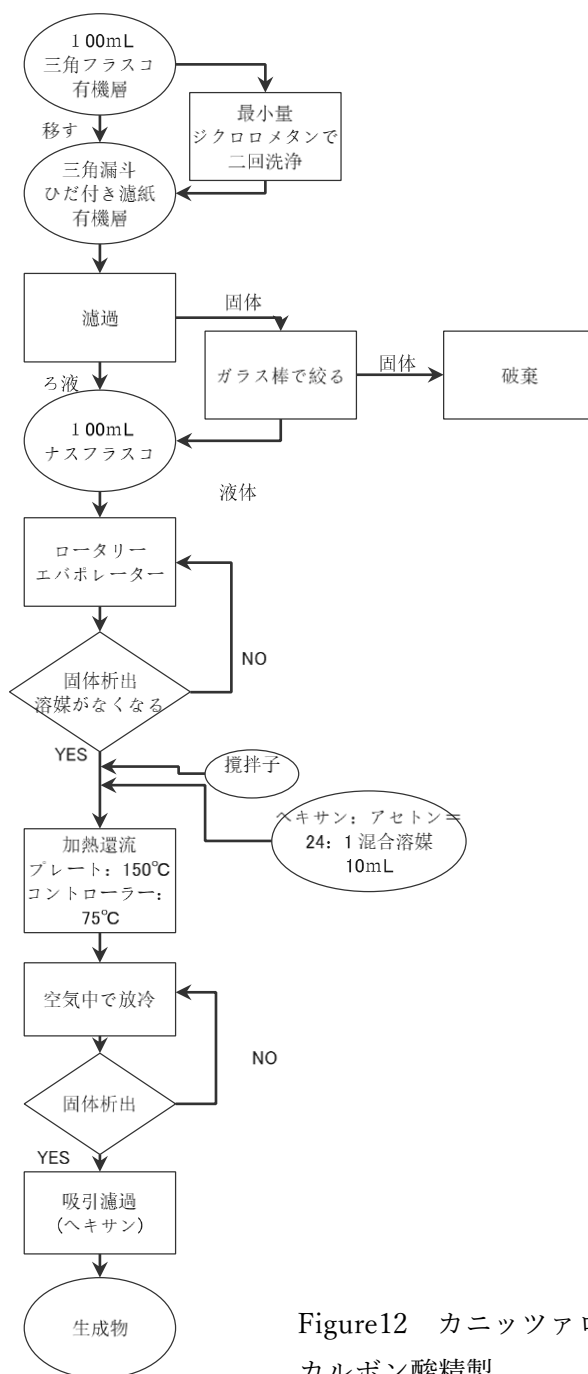 100mL
三角フラスコ
有機層
最小量
ジクロロメタンで
二回洗浄
移す
三角漏斗
ひだ付き濾紙
有機層
濾過
固体
ガラス棒で絞る
固体
破棄
ろ液
100mL
ナスフラスコ
液体
ロータリー
エバポレーター
固体析出
溶媒がなくなる
NO
YES
撹拌子
ヘキサン：アセトン＝
24：1混合溶媒
10mL
加熱還流
プレート：150℃
コントローラー：
75℃
空気中で放冷
固体析出
NO
YES
吸引濾過
(ヘキサン)
生成物
Figure12　カニッツァロ
カルボン酸精製